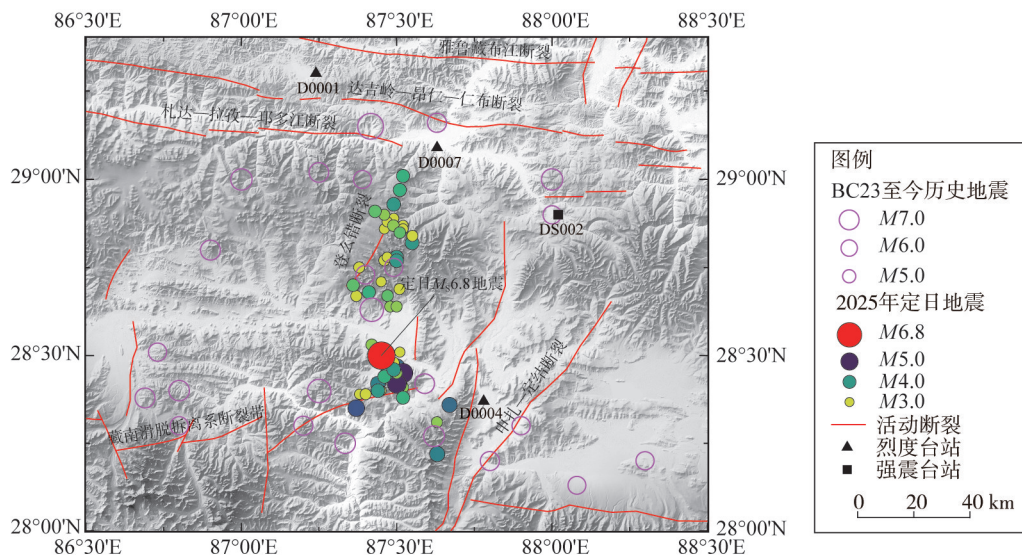 86°30′E
87°00′E
87°30′E
88°00′E
88°30′E
雅鲁藏布江断裂
D0001
达吉岭—昂仁—仁布断裂
札达—拉孜—邛多江断裂
D0007
29°00′N
29°00′N
DS002
登么错断裂
定日Ms6.8地震
28°30′N
28°30′N
申扎—定结断裂
D0004
藏南滑脱拆离系断裂带
28°00′N
28°00′N
86°30′E
87°00′E
87°30′E
88°00′E
88°30′E
图例
BC23至今历史地震
M7.0
M6.0
M5.0
2025年定日地震
M6.8
M5.0
M4.0
M3.0
活动断裂
烈度台站
强震台站
0 20 40 km